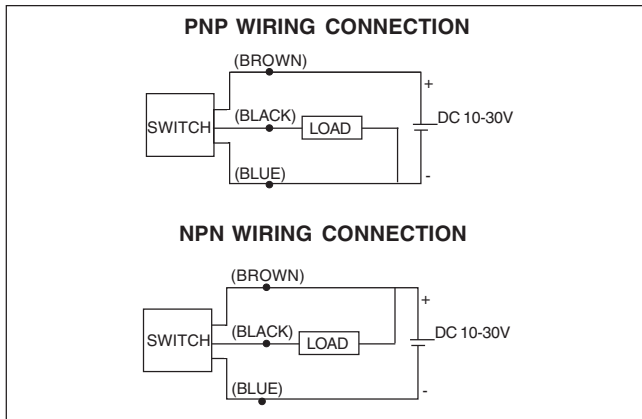 PNP WIRING CONNECTION
(BROWN)
+
(BLACK)
SWITCH
LOAD
DC 10-30V
(BLUE)
-
NPN WIRING CONNECTION
(BROWN)
+
(BLACK)
SWITCH
LOAD
DC 10-30V
(BLUE)
-